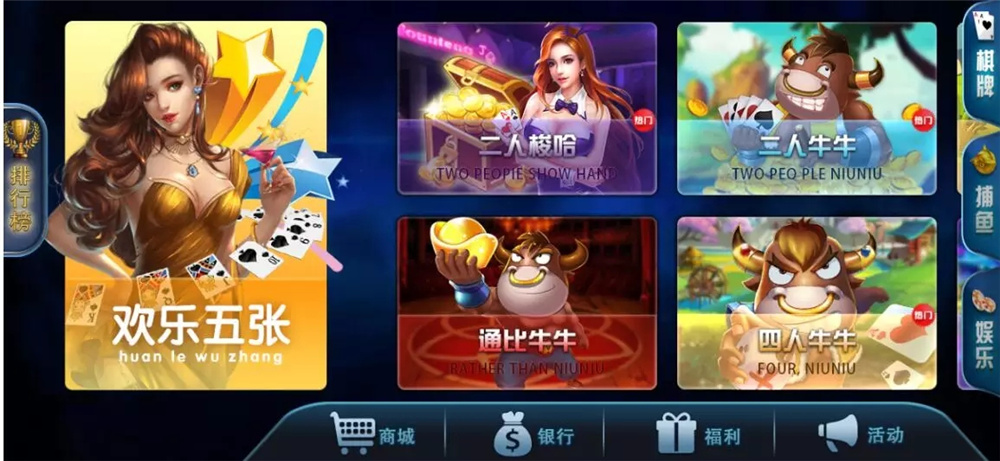 排行榜
欢乐五张
huan le wu zhang
二人梭哈
TWO PEOPIE SHOW HAND
热门
二人牛牛
TWO PEO PLE NIUNIU
热门
通比牛牛
RATHER THAN NIUNIU
四人牛牛
FOUR, NIUNIU
热门
棋牌
捕鱼
娱乐
商城
银行
福利
活动